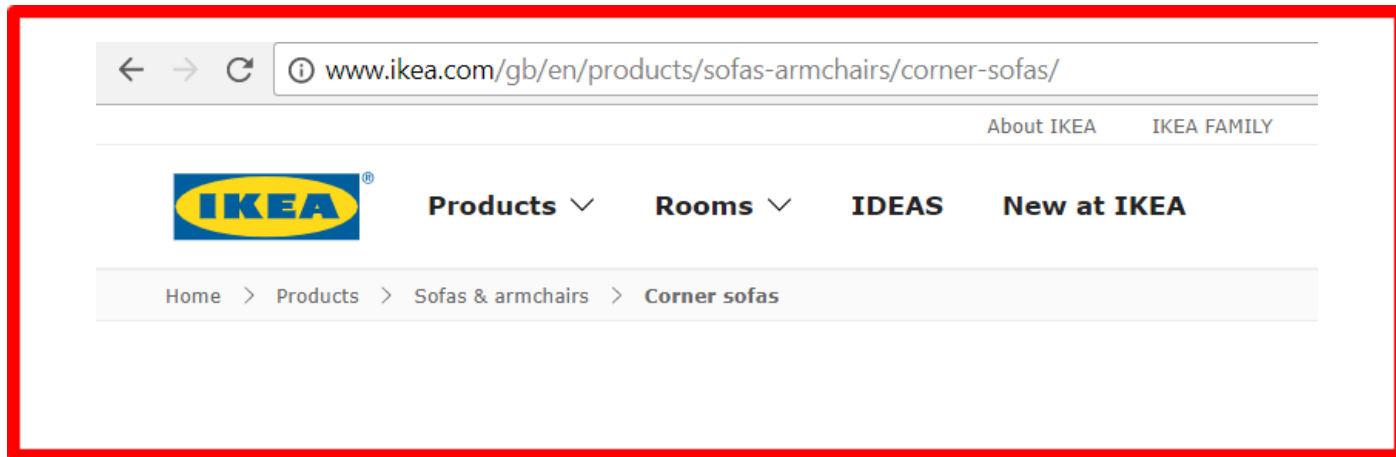 www.ikea.com/gb/en/products/sofas-armchairs/corner-sofas/
About IKEA IKEA FAMILY
IKEA ® Products Rooms IDEAS New at IKEA
Home > Products > Sofas & armchairs > Corner sofas